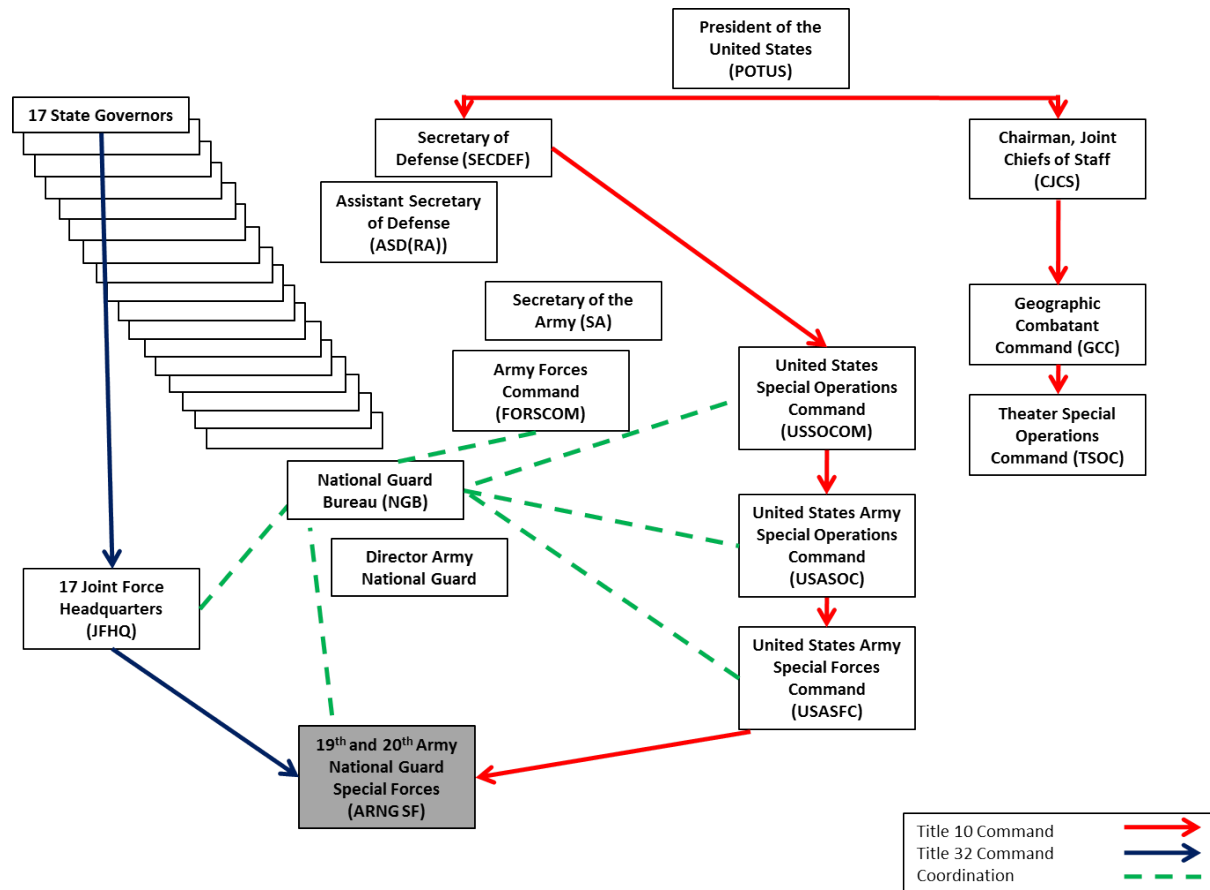 President of the
United States
(POTUS)
17 State Governors
Secretary of
Defense (SECDEF)
Chairman, Joint
Chiefs of Staff
(CJCS)
Assistant Secretary
of Defense
(ASD(RA))
Secretary of the
Army (SA)
Geographic
Combatant
Command (GCC)
Army Forces
Command
(FORSCOM)
United States
Special Operations
Command
(USSOCOM)
Theater Special
Operations
Command (TSOC)
National Guard
Bureau (NGB)
United States Army
Special Operations
Command
(USASOC)
Director Army
National Guard
17 Joint Force
Headquarters
(JFHQ)
United States Army
Special Forces
Command
(USASFC)
19th and 20th Army
National Guard
Special Forces
(ARNG SF)
Title 10 Command
Title 32 Command
Coordination